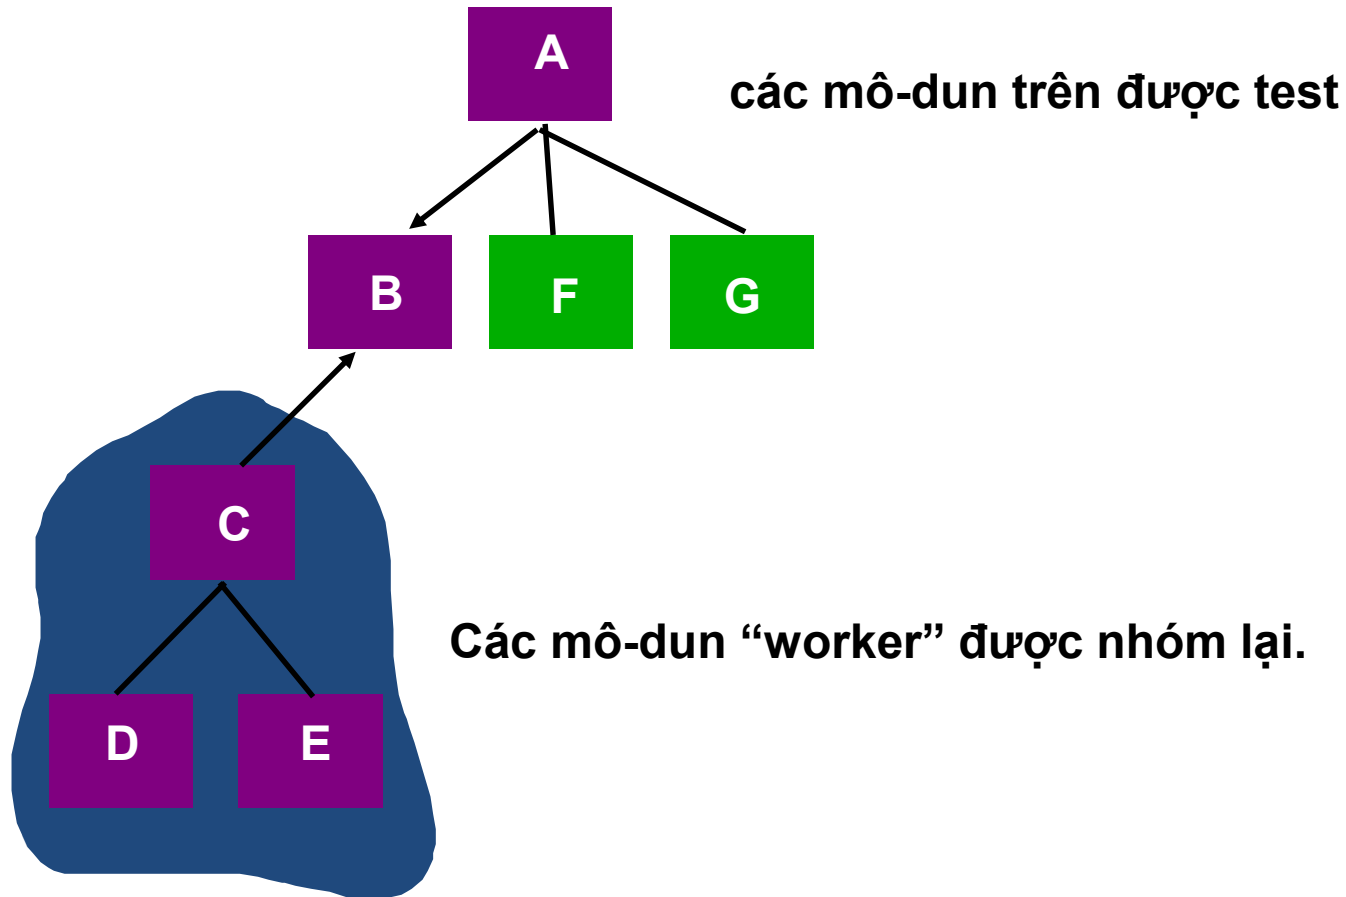 A
các mô-dun trên được test
B
F
G
C
Các mô-dun “worker” được nhóm lại.
D
E